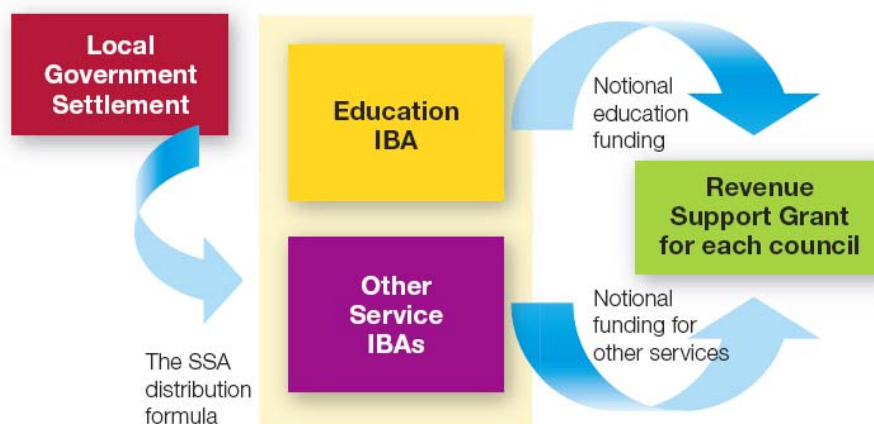 Local
Government
Settlement
The SSA
distribution
formula
Education
IBA
Other
Service
IBAs
Notional
education
funding
Notional
funding for
other services
Revenue
Support Grant
for each council